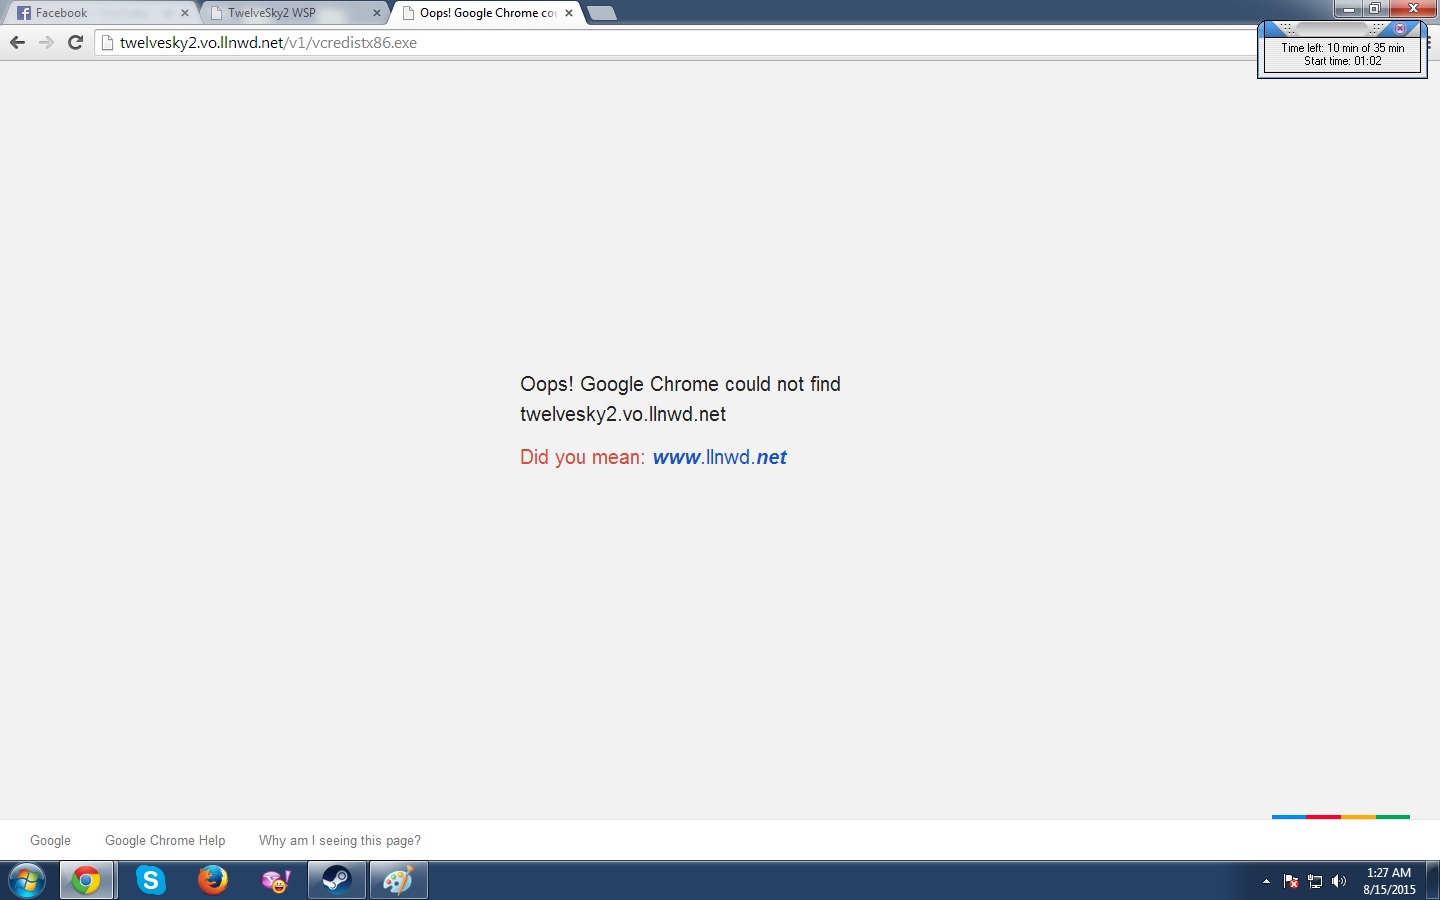 Facebook
TwelveSky2 WSP
Oops! Google Chrome cou
twelvesky2.vo.llnwd.net/v1/vcredistx86.exe
Time left: 10 min of 35 min
Start time: 01:02
Oops! Google Chrome could not find
twelvesky2.vo.llnwd.net
Did you mean: www.llnwd.net
Google
Google Chrome Help
Why am I seeing this page?
1:27 AM
8/15/2015